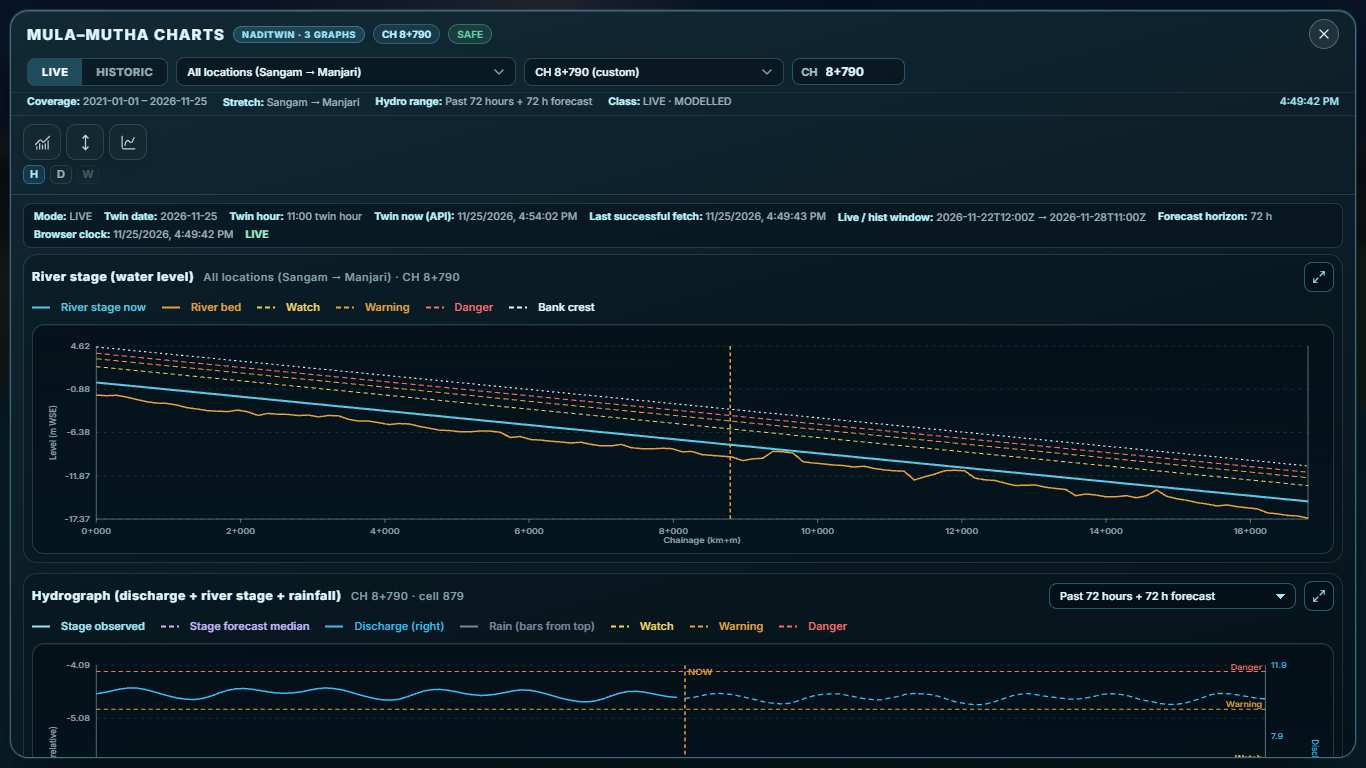 MULA–MUTHA CHARTS NADITWIN · 3 GRAPHS CH 8+790 SAFE
LIVE HISTORIC All locations (Sangam → Manjari) CH 8+790 (custom) CH 8+790
Coverage: 2021-01-01 – 2026-11-25 Stretch: Sangam → Manjari Hydro range: Past 72 hours + 72 h forecast Class: LIVE · MODELLED 4:49:42 PM
H D W
Mode: LIVE Twin date: 2026-11-25 Twin hour: 11:00 twin hour Twin now (API): 11/25/2026, 4:54:02 PM Last successful fetch: 11/25/2026, 4:49:43 PM Live / hist window: 2026-11-22T12:00Z → 2026-11-28T11:00Z Forecast horizon: 72 h
Browser clock: 11/25/2026, 4:49:42 PM LIVE
River stage (water level) All locations (Sangam → Manjari) · CH 8+790
River stage now River bed Watch Warning Danger Bank crest
4.62
-0.88
-6.38
-11.87
-17.37
Level (m WSE)
0+000 2+000 4+000 6+000 8+000 10+000 12+000 14+000 16+000
Chainage (km+m)
Hydrograph (discharge + river stage + rainfall) CH 8+790 · cell 879 Past 72 hours + 72 h forecast
Stage observed Stage forecast median Discharge (right) Rain (bars from top) Watch Warning Danger
-4.09 NOW Danger 11.9
Warning
-5.08
7.9
relative)